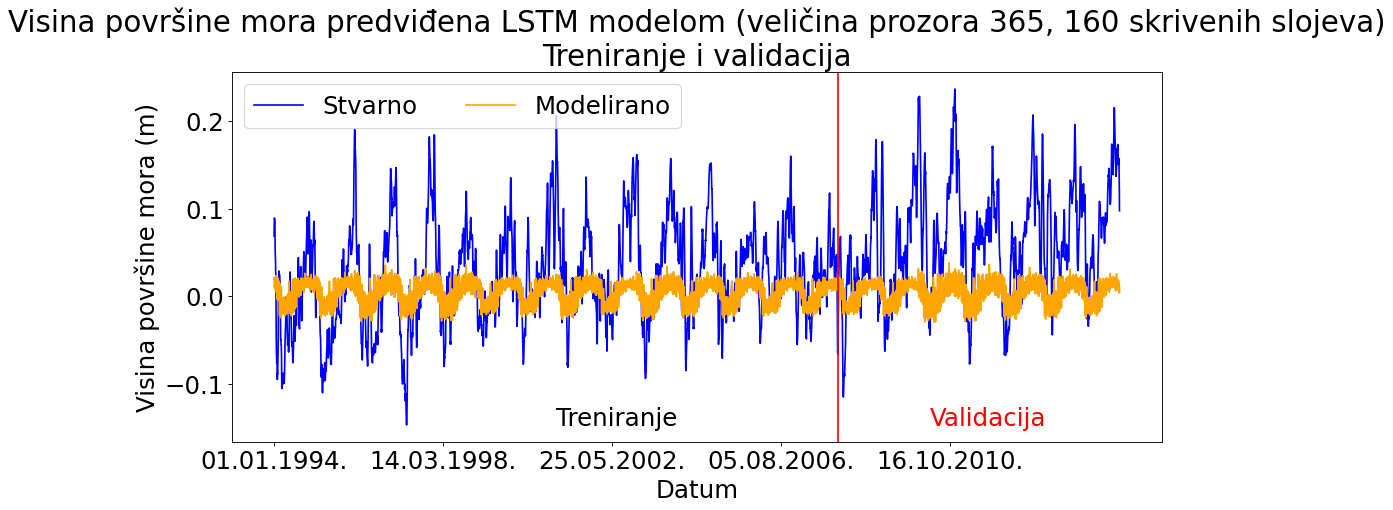 Visina površine mora predviđena LSTM modelom (veličina prozora 365, 160 skrivenih slojeva)
Treniranje i validacija
Stvarno Modelirano
Visina površine mora (m)
0.2
0.1
0.0
−0.1
Treniranje Validacija
01.01.1994. 14.03.1998. 25.05.2002. 05.08.2006. 16.10.2010.
Datum